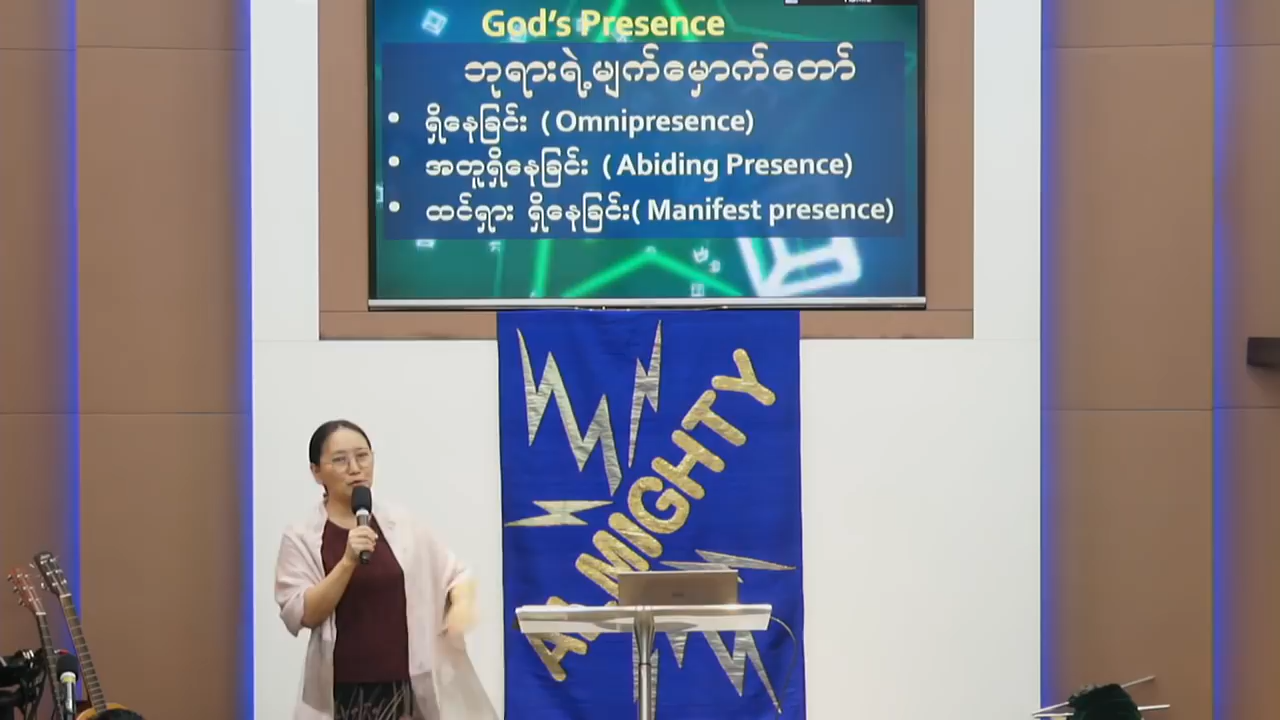 God's Presence
ဘုရားရဲ့မျက်မှောက်တော်
• ရှိနေခြင်း ( Omnipresence)
• အတူရှိနေခြင်း ( Abiding Presence)
• ထင်ရှား ရှိနေခြင်း( Manifest presence)
ALMIGHTY